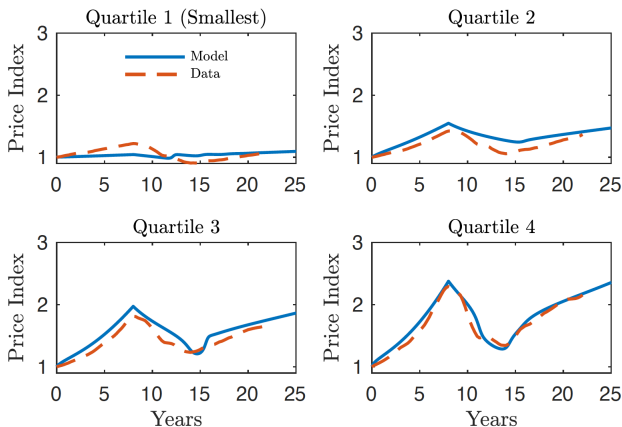 Quartile 1 (Smallest)
Quartile 2
3
2
1
Price Index
Model
Data
0 5 10 15 20 25
3
2
1
Price Index
0 5 10 15 20 25
Quartile 3
Quartile 4
3
2
1
Price Index
0 5 10 15 20 25
Years
3
2
1
Price Index
0 5 10 15 20 25
Years